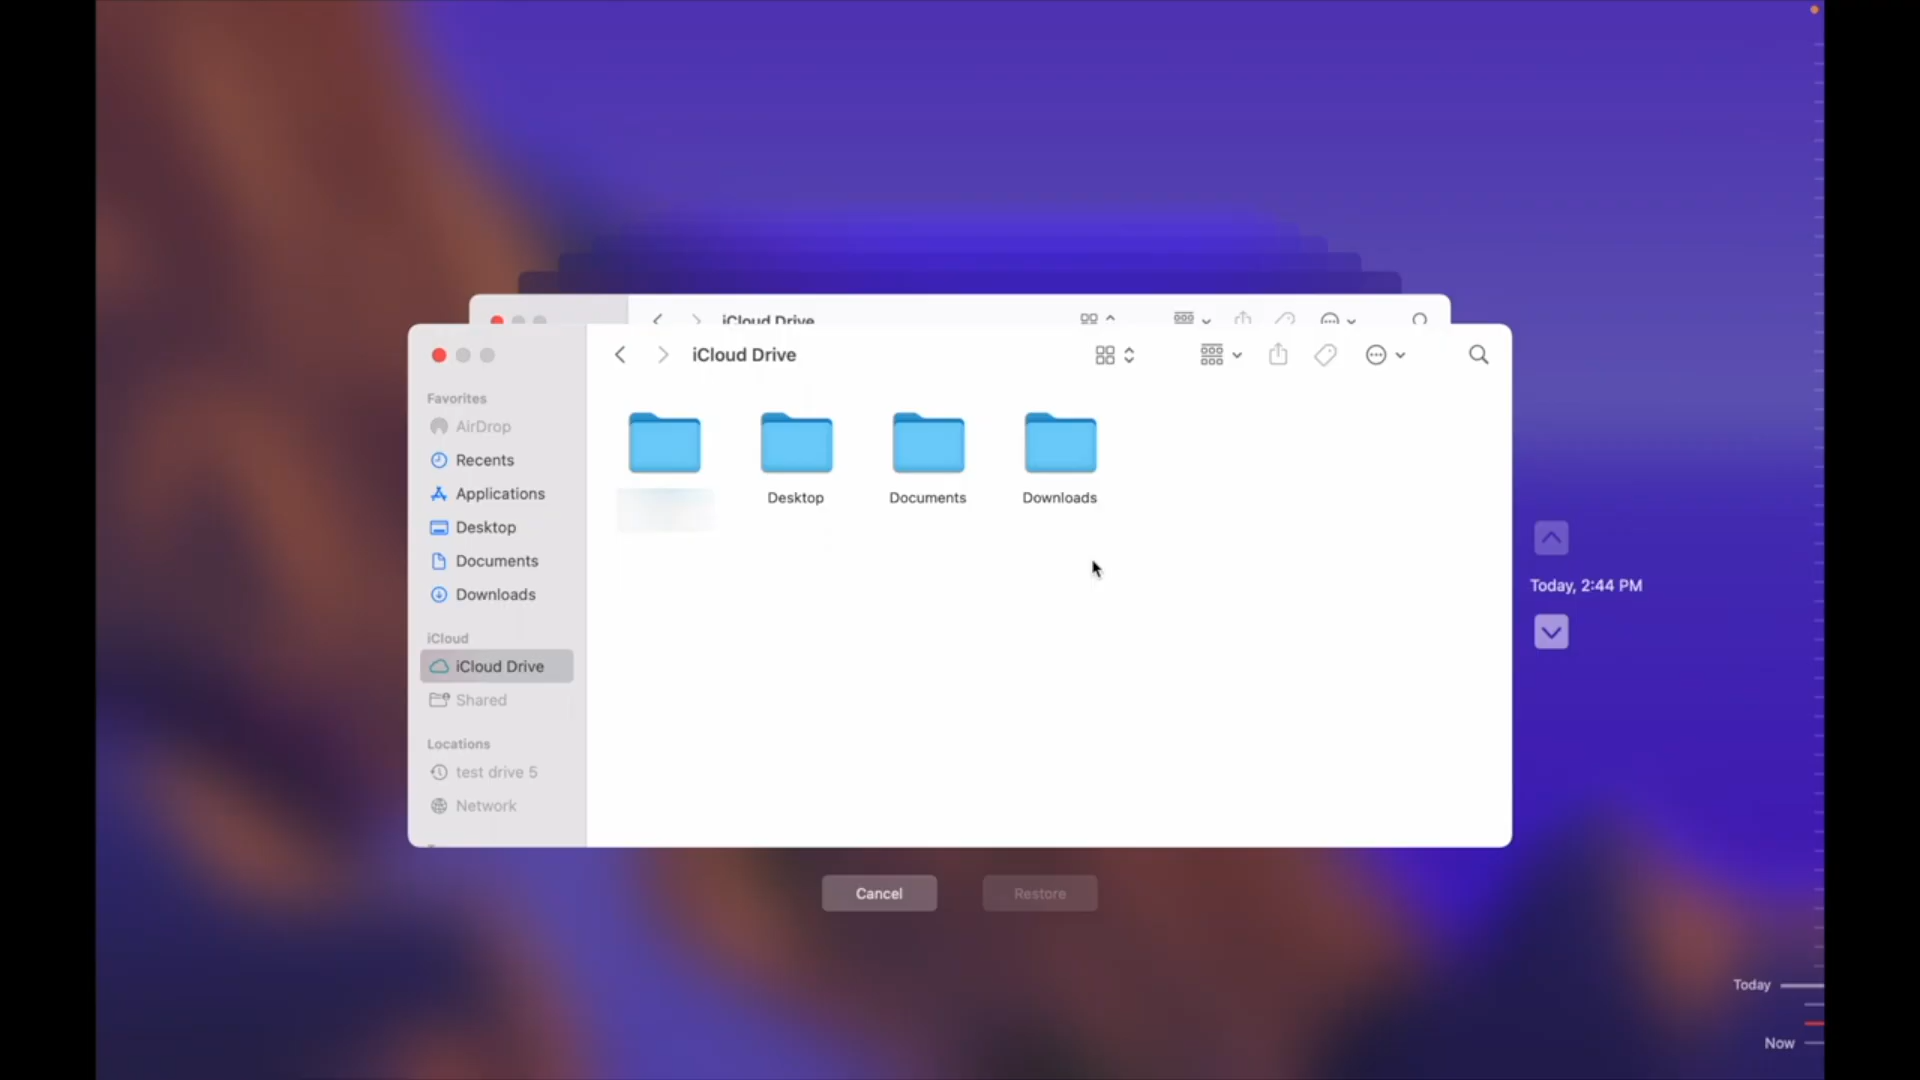 iCloud Drive
iCloud Drive
Favorites
AirDrop
Recents
Applications
Desktop
Documents
Downloads
iCloud
iCloud Drive
Shared
Locations
test drive 5
Network
Desktop
Documents
Downloads
Today, 2:44 PM
Cancel
Restore
Today
Now